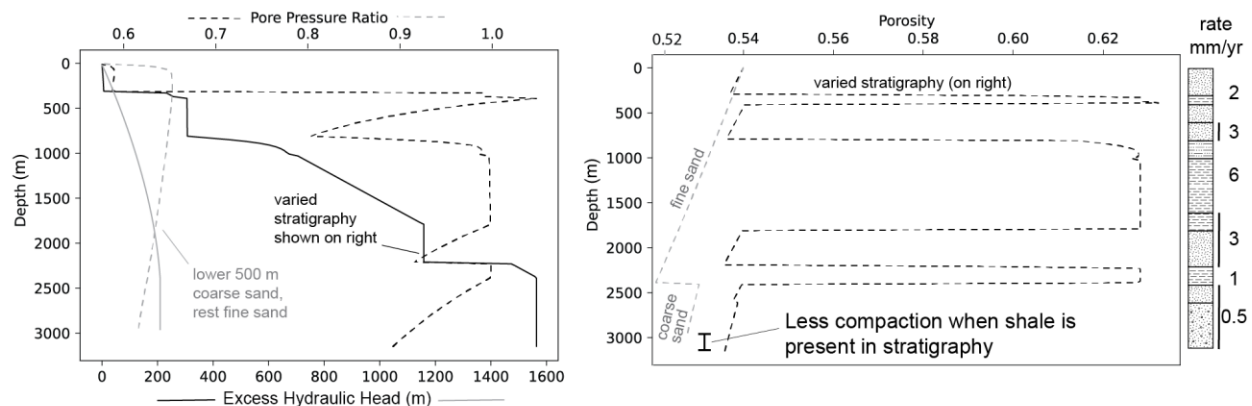 Pore Pressure Ratio
0.6 0.7 0.8 0.9 1.0
0
500
1000
1500
2000
2500
3000
Depth (m)
varied
stratigraphy
shown on right
lower 500 m
coarse sand,
rest fine sand
0 200 400 600 800 1000 1200 1400 1600
Excess Hydraulic Head (m)
Porosity
0.52 0.54 0.56 0.58 0.60 0.62
0
500
1000
1500
2000
2500
3000
Depth (m)
varied stratigraphy (on right)
fine sand
coarse
sand
Less compaction when shale is
present in stratigraphy
rate
mm/yr
2
3
6
3
1
0.5